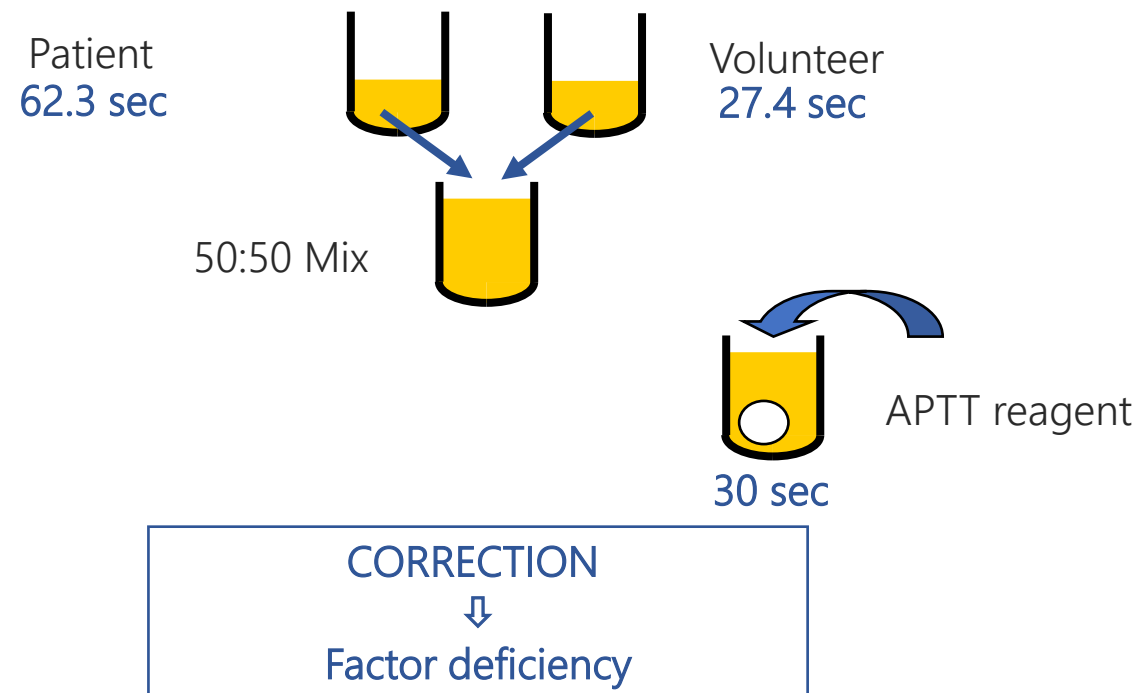 Patient
62.3 sec
Volunteer
27.4 sec
50:50 Mix
APTT reagent
30 sec
CORRECTION
⇩
Factor deficiency